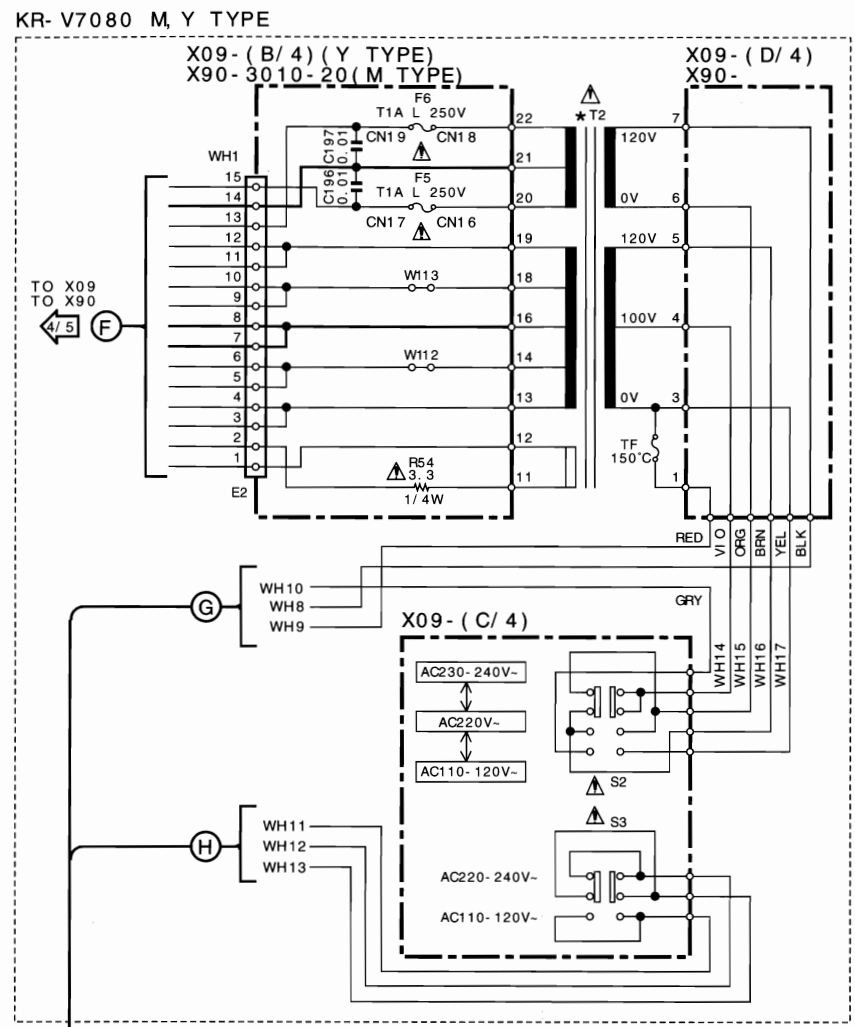 KR-V7080 M, Y TYPE
X09-(B/4)(Y TYPE)
X90-3010-20(M TYPE)
X09-(D/4)
X90-
F6
T1A L 250V
CN19 CN18
C197
0.01
C196
0.01
F5
T1A L 250V
CN17 CN16
WH1
15
14
13
12
11
10
9
8
7
6
5
4
3
2
1
E2
TO X09
TO X90
4/5
F
W113
W112
R54
3.3
1/4W
22
21
20
19
18
16
14
13
12
11
*T2
120V
0V
120V
100V
0V
TF
150°C
7
6
5
4
3
1
RED
VIO
ORG
BRN
YEL
BLK
G
WH10
WH8
WH9
GRY
WH14
WH15
WH16
WH17
X09-(C/4)
AC230-240V~
AC220V~
AC110-120V~
S2
S3
H
WH11
WH12
WH13
AC220-240V~
AC110-120V~